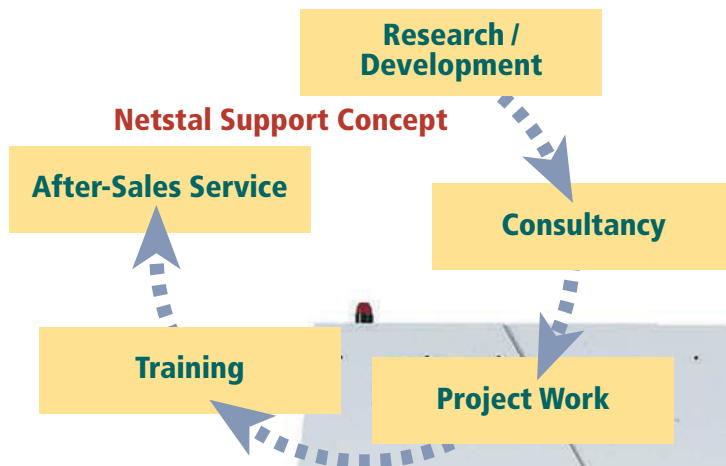 Research /
Development
Netstal Support Concept
After-Sales Service
Consultancy
Training
Project Work